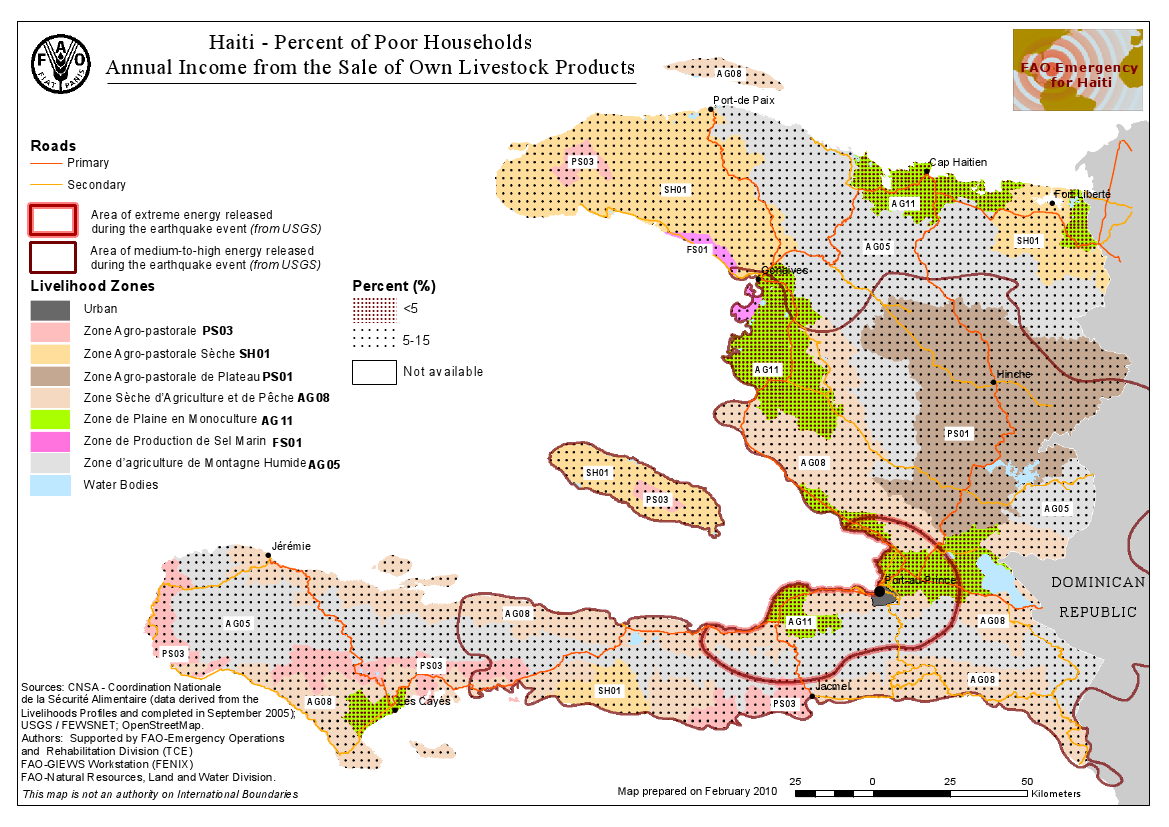 Haiti - Percent of Poor Households
Annual Income from the Sale of Own Livestock Products
F A O
FIAT PANIS
FAO Emergency
for Haiti
Roads
Primary
Secondary
Area of extreme energy released
during the earthquake event (from USGS)
Area of medium-to-high energy released
during the earthquake event (from USGS)
Livelihood Zones
Urban
Zone Agro-pastorale PS03
Zone Agro-pastorale Sèche SH01
Zone Agro-pastorale de Plateau PS01
Zone Sèche d'Agriculture et de Pêche AG08
Zone de Plaine en Monoculture AG11
Zone de Production de Sel Marin FS01
Zone d'agriculture de Montagne Humide AG05
Water Bodies
Percent (%)
<5
5-15
Not available
AG08
Port-de Paix
PS03
SH01
Cap Haitien
AG11
Fort Liberté
AG05
SH01
FS01
Gonaives
AG11
Hinche
PS01
AG08
SH01
PS03
AG05
Jérémie
Port-au-Prince
DOMINICAN
REPUBLIC
AG08
AG05
AG11
AG08
PS03
PS03
AG08
SH01
Jacmel
AG08
PS03
Les Cayes
Sources: CNSA - Coordination Nationale
de la Sécurité Alimentaire (data derived from the
Livelihoods Profiles and completed in September 2005);
USGS / FEWSNET; OpenStreetMap.
Authors: Supported by FAO-Emergency Operations
and Rehabilitation Division (TCE)
FAO-GIEWS Workstation (FENIX)
FAO-Natural Resources, Land and Water Division.
This map is not an authority on International Boundaries
Map prepared on February 2010
25 0 25 50
Kilometers